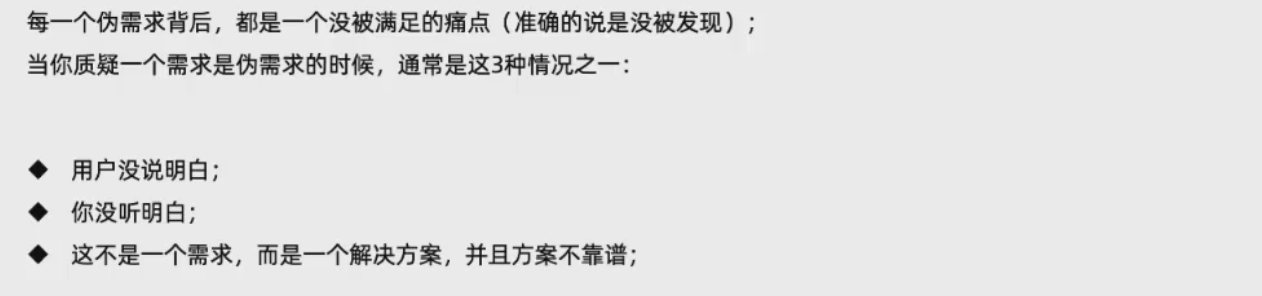 每一个伪需求背后，都是一个没被满足的痛点（准确的说是没被发现）；
当你质疑一个需求是伪需求的时候，通常是这3种情况之一：
◆ 用户没说明白；
◆ 你没听明白；
◆ 这不是一个需求，而是一个解决方案，并且方案不靠谱；